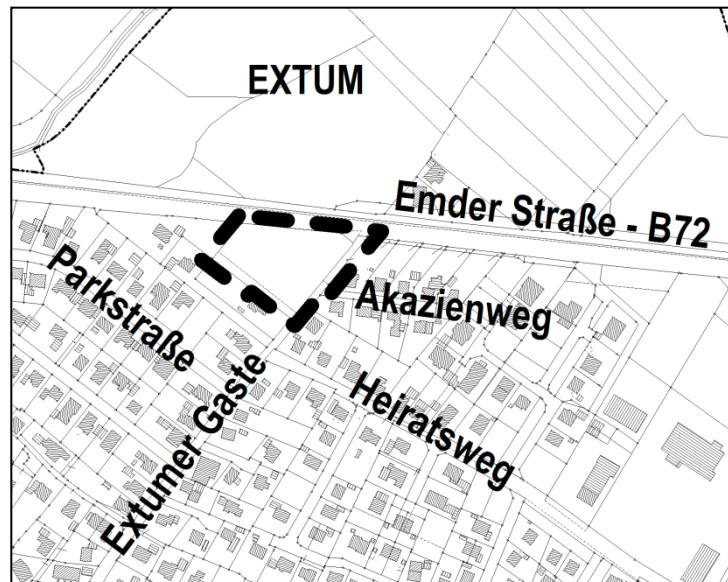 EXTUM
Emder Straße - B72
Akazienweg
Parkstraße
Heiratsweg
Extumer Gaste